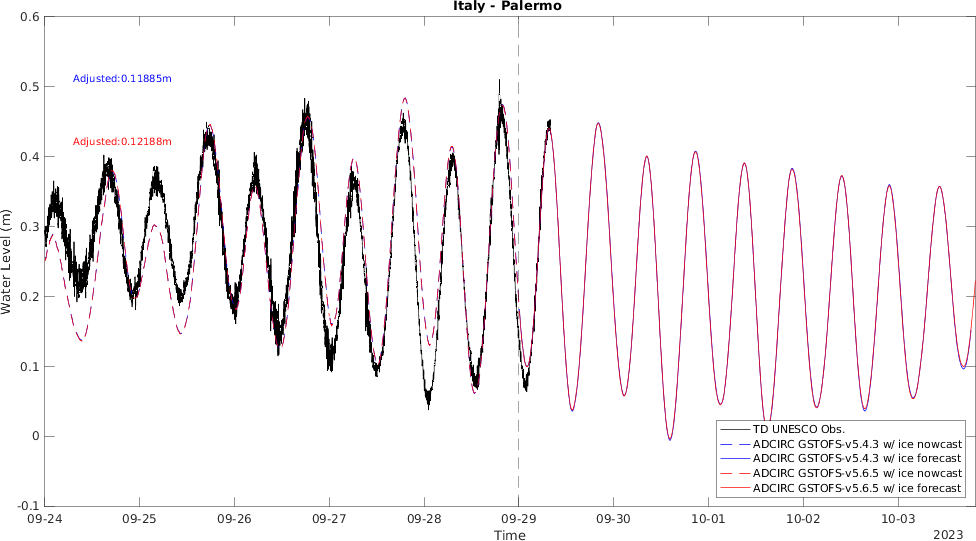 Italy - Palermo
Adjusted:0.11885m
Adjusted:0.12188m
Water Level (m)
0.6
0.5
0.4
0.3
0.2
0.1
0
-0.1
TD UNESCO Obs.
ADCIRC GSTOFS-v5.4.3 w/ ice nowcast
ADCIRC GSTOFS-v5.4.3 w/ ice forecast
ADCIRC GSTOFS-v5.6.5 w/ ice nowcast
ADCIRC GSTOFS-v5.6.5 w/ ice forecast
09-24 09-25 09-26 09-27 09-28 09-29 09-30 10-01 10-02 10-03
Time
2023